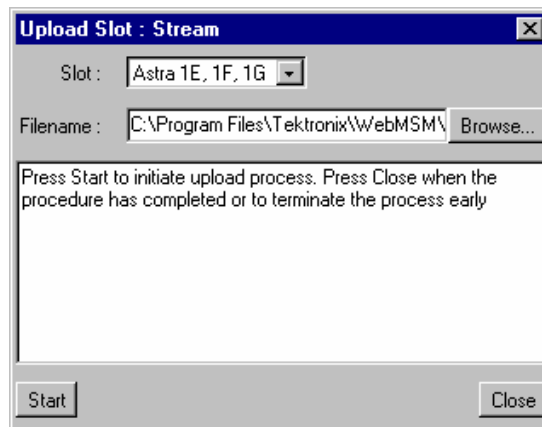 Upload Slot : Stream
Slot : Astra 1E, 1F, 1G
Filename : C:\Program Files\Tektronix\WebMSM\ Browse...
Press Start to initiate upload process. Press Close when the
procedure has completed or to terminate the process early
Start Close